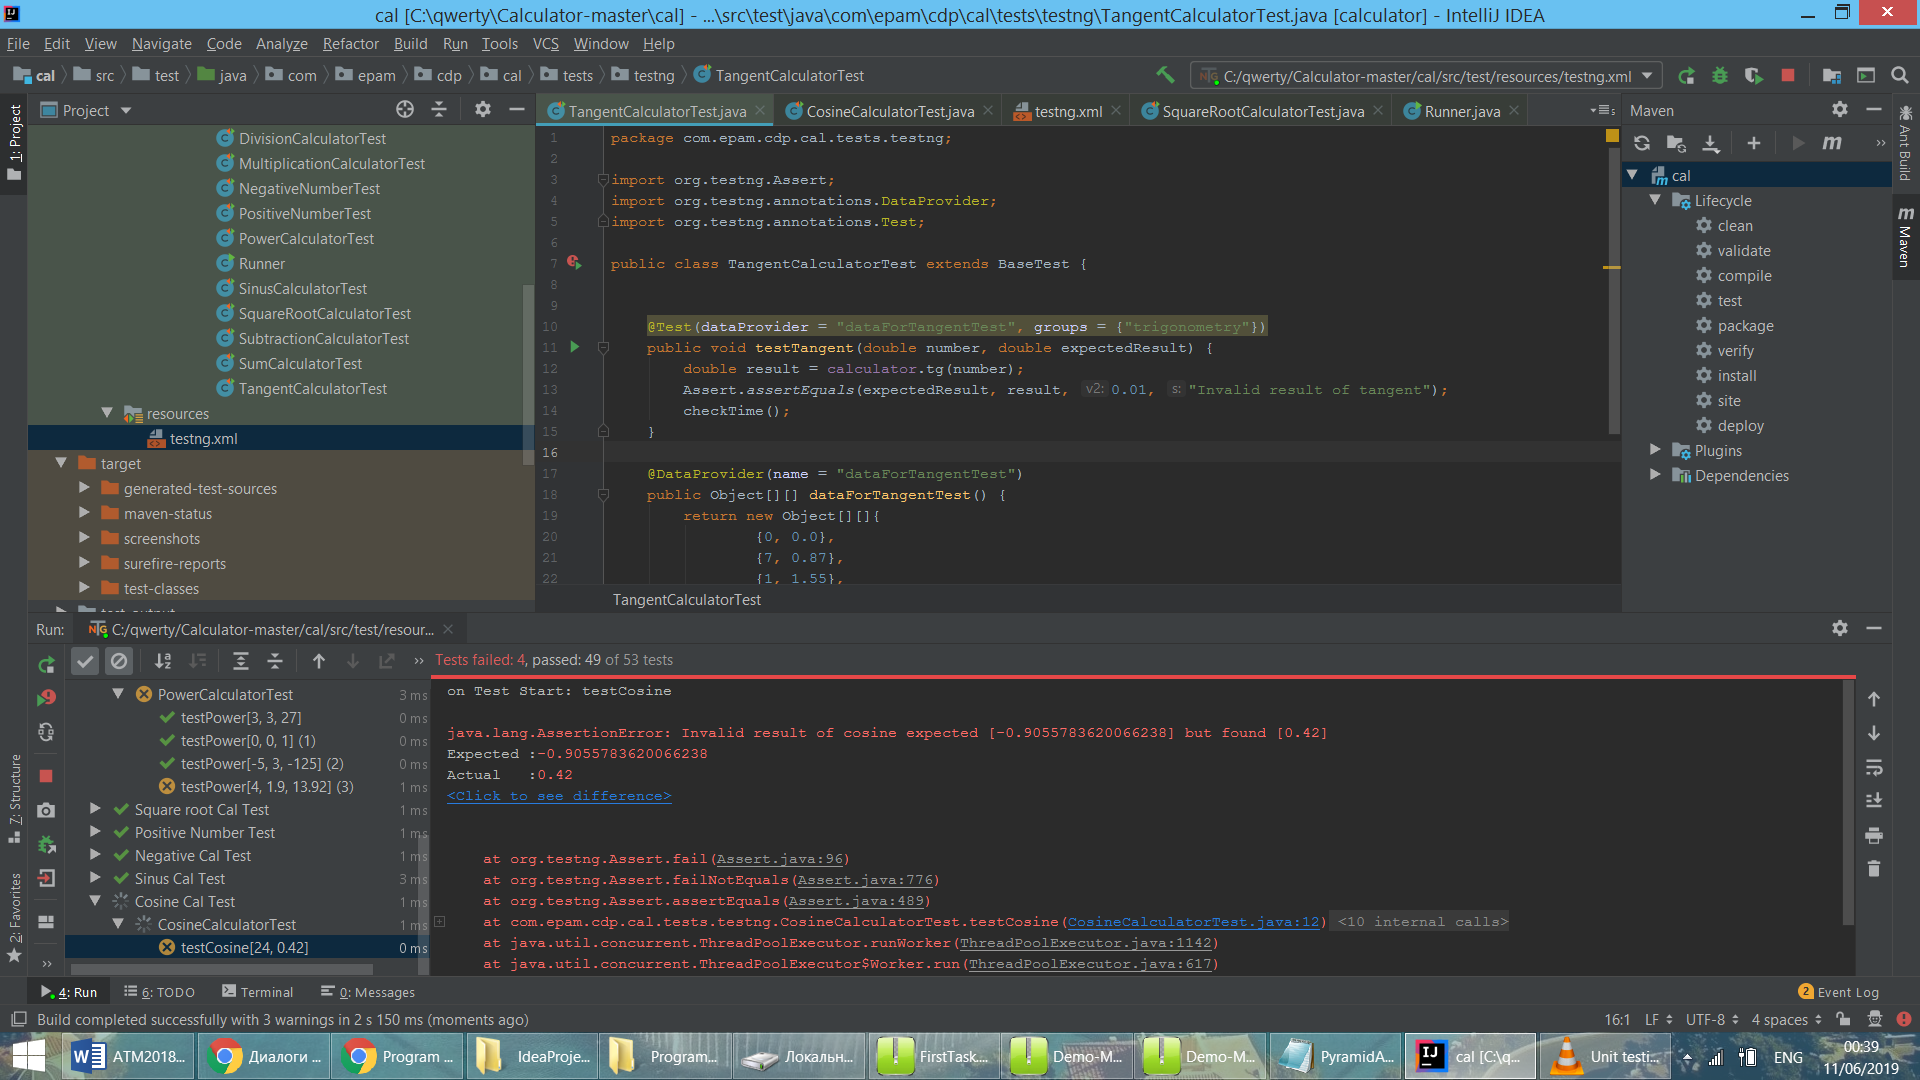 cal [C:\qwerty\Calculator-master\cal] - ...\src\test\java\com\epam\cdp\cal\tests\testng\TangentCalculatorTest.java [calculator] - IntelliJ IDEA
File Edit View Navigate Code Analyze Refactor Build Run Tools VCS Window Help
cal src test java com epam cdp cal tests testng TangentCalculatorTest
C:/qwerty/Calculator-master/cal/src/test/resources/testng.xml
1: Project
7: Structure
2: Favorites
Project
DivisionCalculatorTest
MultiplicationCalculatorTest
NegativeNumberTest
PositiveNumberTest
PowerCalculatorTest
Runner
SinusCalculatorTest
SquareRootCalculatorTest
SubtractionCalculatorTest
SumCalculatorTest
TangentCalculatorTest
resources
testng.xml
target
generated-test-sources
maven-status
screenshots
surefire-reports
test-classes
TangentCalculatorTest.java CosineCalculatorTest.java testng.xml SquareRootCalculatorTest.java Runner.java
1 package com.epam.cdp.cal.tests.testng;
2
3 import org.testng.Assert;
4 import org.testng.annotations.DataProvider;
5 import org.testng.annotations.Test;
6
7 public class TangentCalculatorTest extends BaseTest {
8
9
10 @Test(dataProvider = "dataForTangentTest", groups = {"trigonometry"})
11 public void testTangent(double number, double expectedResult) {
12 double result = calculator.tg(number);
13 Assert.assertEquals(expectedResult, result, v2: 0.01, s: "Invalid result of tangent");
14 checkTime();
15 }
16
17 @DataProvider(name = "dataForTangentTest")
18 public Object[][] dataForTangentTest() {
19 return new Object[][]{
20 {0, 0.0},
21 {7, 0.87},
22 {1, 1.55},
TangentCalculatorTest
Maven
m
cal
Lifecycle
clean
validate
compile
test
package
verify
install
site
deploy
Plugins
Dependencies
Ant Build
m Maven
Run: C:/qwerty/Calculator-master/cal/src/test/resour...
Tests failed: 4, passed: 49 of 53 tests
PowerCalculatorTest 3 ms
testPower[3, 3, 27] 0 ms
testPower[0, 0, 1] (1) 0 ms
testPower[-5, 3, -125] (2) 0 ms
testPower[4, 1.9, 13.92] (3) 1 ms
Square root Cal Test 1 ms
Positive Number Test 1 ms
Negative Cal Test 1 ms
Sinus Cal Test 3 ms
Cosine Cal Test 1 ms
CosineCalculatorTest 1 ms
testCosine[24, 0.42] 0 ms
on Test Start: testCosine
java.lang.AssertionError: Invalid result of cosine expected [-0.9055783620066238] but found [0.42]
Expected :-0.9055783620066238
Actual :0.42
<Click to see difference>
at org.testng.Assert.fail(Assert.java:96)
at org.testng.Assert.failNotEquals(Assert.java:776)
at org.testng.Assert.assertEquals(Assert.java:489)
at com.epam.cdp.cal.tests.testng.CosineCalculatorTest.testCosine(CosineCalculatorTest.java:12) <10 internal calls>
at java.util.concurrent.ThreadPoolExecutor.runWorker(ThreadPoolExecutor.java:1142)
at java.util.concurrent.ThreadPoolExecutor$Worker.run(ThreadPoolExecutor.java:617)
4: Run 6: TODO Terminal 0: Messages 2 Event Log
Build completed successfully with 3 warnings in 2 s 150 ms (moments ago) 16:1 LF UTF-8 4 spaces
ATM2018... Диалоги ... Program ... IdeaProje... Program... Локальн... FirstTask.... Demo-M... Demo-M... PyramidA... cal [C:\q... Unit testi... ENG 00:39
11/06/2019